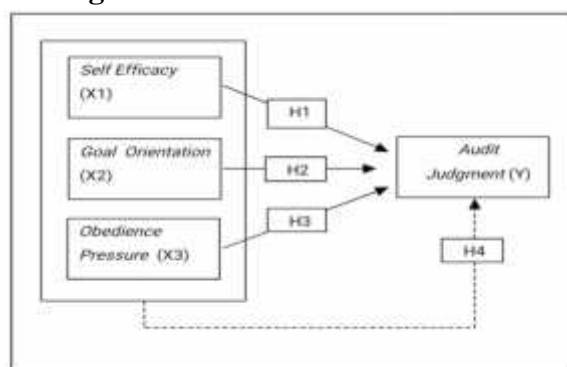 Self Efficacy
(X1)
H1
Goal Orientation
(X2)
H2
Audit
Judgment (Y)
Obedience
Pressure (X3)
H3
H4